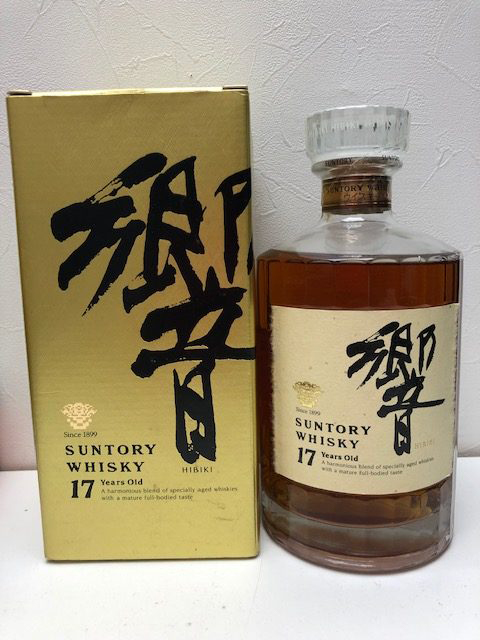 響
Since 1899
SUNTORY
WHISKY
HIBIKI
17 Years Old
A harmonious blend of specially aged whiskies
with a mature full-bodied taste
SUNTORY
SUNTORY WHISKY
響
Since 1899
SUNTORY
WHISKY
HIBIKI
17 Years Old
A harmonious blend of specially aged whiskies
with a mature full-bodied taste